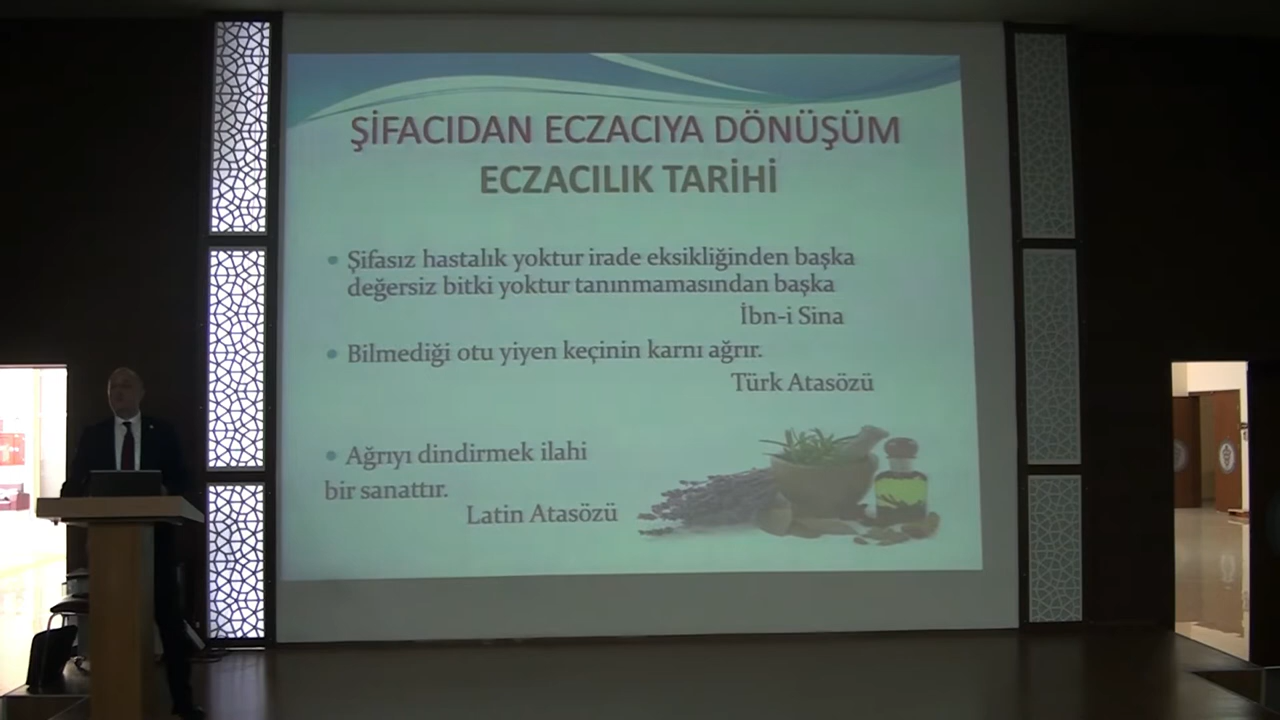 ŞİFACIDAN ECZACIYA DÖNÜŞÜM
ECZACILIK TARİHİ
• Şifasız hastalık yoktur irade eksikliğinden başka
değersiz bitki yoktur tanınmamasından başka
İbn-i Sina
• Bilmediği otu yiyen keçinin karnı ağrır.
Türk Atasözü
• Ağrıyı dindirmek ilahi
bir sanattır.
Latin Atasözü